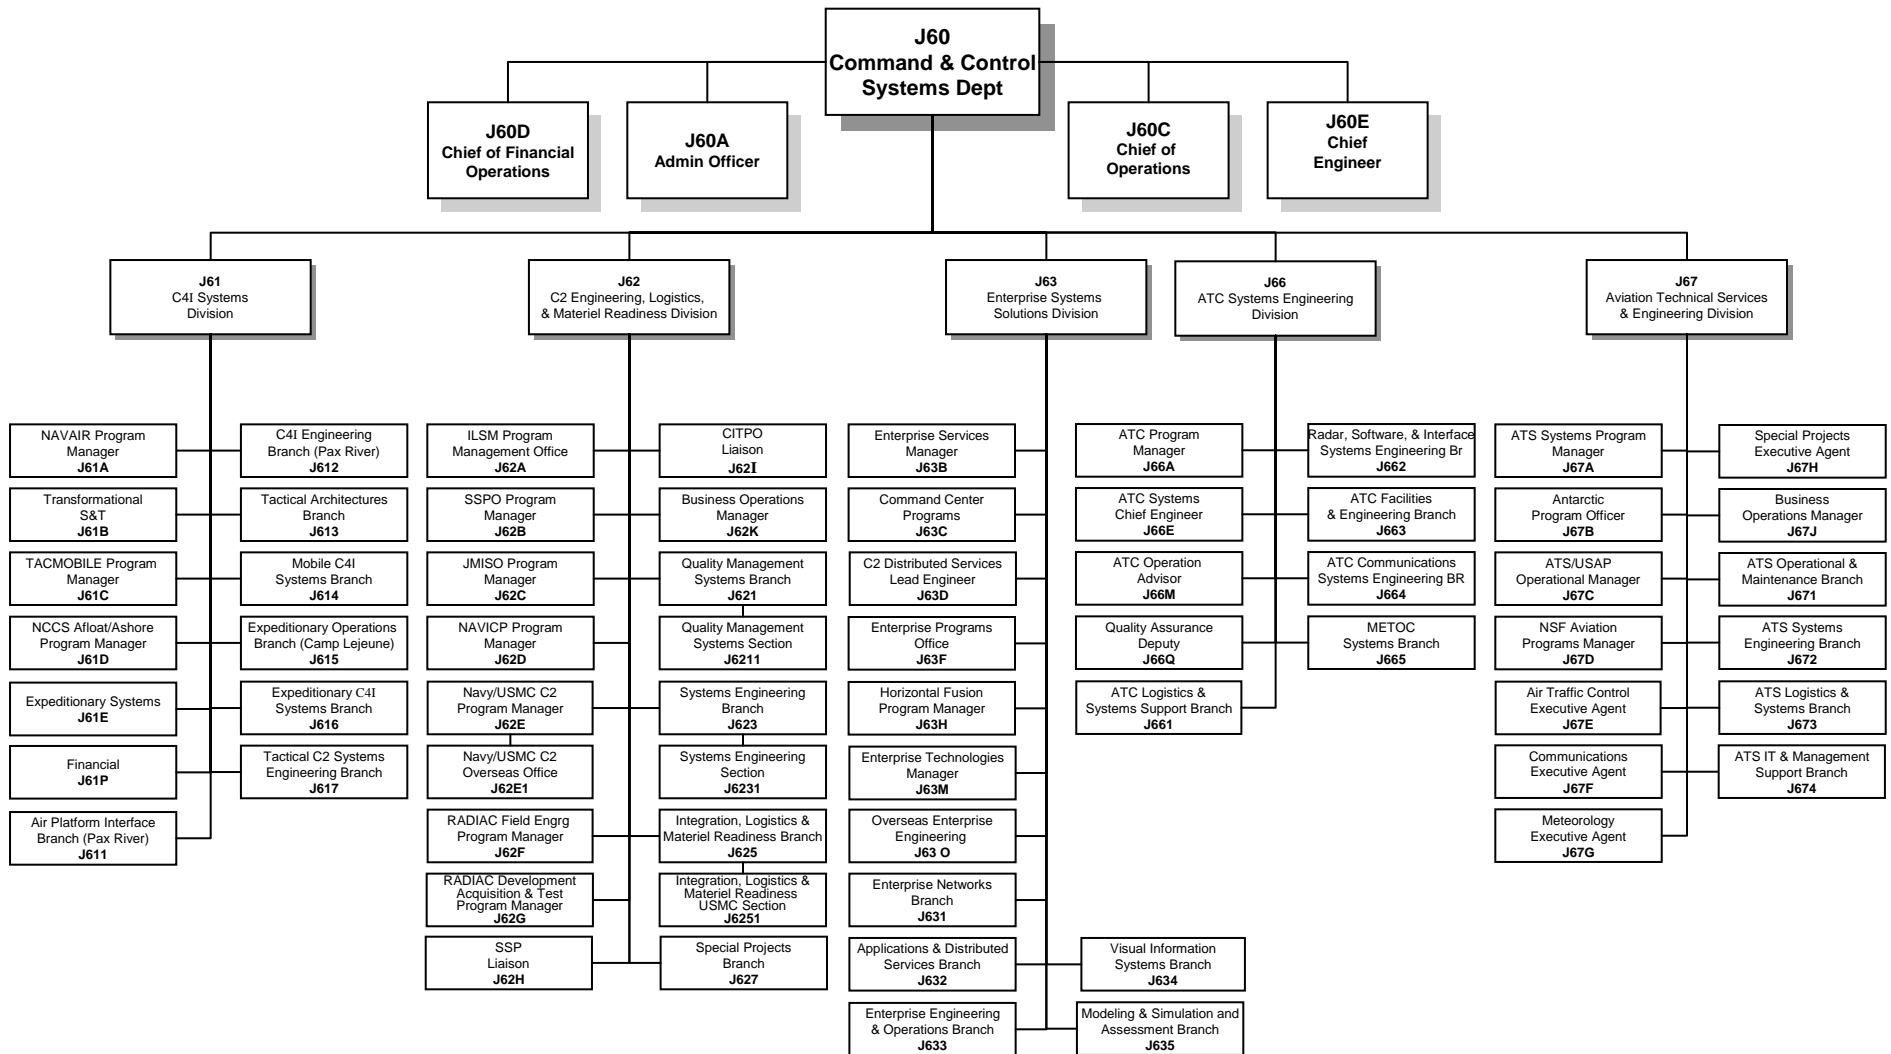 J60
Command & Control
Systems Dept
J60D
Chief of Financial
Operations
J60A
Admin Officer
J60C
Chief of
Operations
J60E
Chief
Engineer
J61
C4I Systems
Division
J62
C2 Engineering, Logistics,
& Materiel Readiness Division
J63
Enterprise Systems
Solutions Division
J66
ATC Systems Engineering
Division
J67
Aviation Technical Services
& Engineering Division
NAVAIR Program
Manager
J61A
Transformational
S&T
J61B
TACMOBILE Program
Manager
J61C
NCCS Afloat/Ashore
Program Manager
J61D
Expeditionary Systems
J61E
Financial
J61P
Air Platform Interface
Branch (Pax River)
J611
C4I Engineering
Branch (Pax River)
J612
Tactical Architectures
Branch
J613
Mobile C4I
Systems Branch
J614
Expeditionary Operations
Branch (Camp Lejeune)
J615
Expeditionary C4I
Systems Branch
J616
Tactical C2 Systems
Engineering Branch
J617
ILSM Program
Management Office
J62A
SSPO Program
Manager
J62B
JMISO Program
Manager
J62C
NAVICP Program
Manager
J62D
Navy/USMC C2
Program Manager
J62E
Navy/USMC C2
Overseas Office
J62E1
RADIAC Field Engrg
Program Manager
J62F
RADIAC Development
Acquisition & Test
Program Manager
J62G
SSP
Liaison
J62H
CITPO
Liaison
J62I
Business Operations
Manager
J62K
Quality Management
Systems Branch
J621
Quality Management
Systems Section
J6211
Systems Engineering
Branch
J623
Systems Engineering
Section
J6231
Integration, Logistics &
Materiel Readiness Branch
J625
Integration, Logistics &
Materiel Readiness
USMC Section
J6251
Special Projects
Branch
J627
Enterprise Services
Manager
J63B
Command Center
Programs
J63C
C2 Distributed Services
Lead Engineer
J63D
Enterprise Programs
Office
J63F
Horizontal Fusion
Program Manager
J63H
Enterprise Technologies
Manager
J63M
Overseas Enterprise
Engineering
J63 O
Enterprise Networks
Branch
J631
Applications & Distributed
Services Branch
J632
Enterprise Engineering
& Operations Branch
J633
Visual Information
Systems Branch
J634
Modeling & Simulation and
Assessment Branch
J635
ATC Program
Manager
J66A
ATC Systems
Chief Engineer
J66E
ATC Operation
Advisor
J66M
Quality Assurance
Deputy
J66Q
ATC Logistics &
Systems Support Branch
J661
Radar, Software, & Interface
Systems Engineering Br
J662
ATC Facilities
& Engineering Branch
J663
ATC Communications
Systems Engineering BR
J664
METOC
Systems Branch
J665
ATS Systems Program
Manager
J67A
Antarctic
Program Officer
J67B
ATS/USAP
Operational Manager
J67C
NSF Aviation
Programs Manager
J67D
Air Traffic Control
Executive Agent
J67E
Communications
Executive Agent
J67F
Meteorology
Executive Agent
J67G
Special Projects
Executive Agent
J67H
Business
Operations Manager
J67J
ATS Operational &
Maintenance Branch
J671
ATS Systems
Engineering Branch
J672
ATS Logistics &
Systems Branch
J673
ATS IT & Management
Support Branch
J674